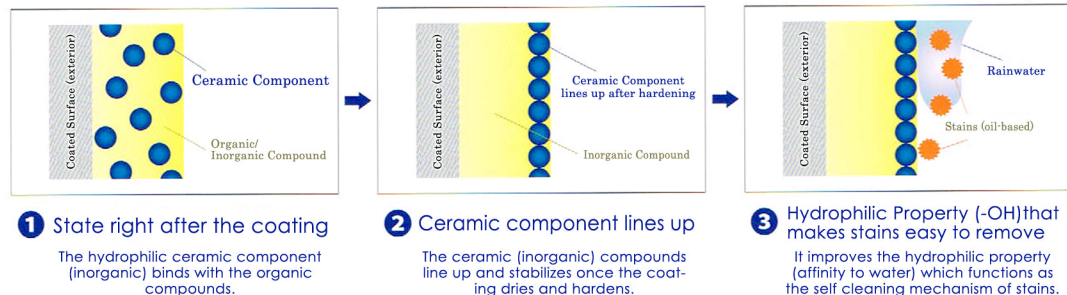 Coated Surface (exterior)
Ceramic Component
Organic/
Inorganic Compound
1 State right after the coating
The hydrophilic ceramic component
(inorganic) binds with the organic
compounds.
Coated Surface (exterior)
Ceramic Component
lines up after hardening
Inorganic Compound
2 Ceramic component lines up
The ceramic (inorganic) compounds
line up and stabilizes once the coat-
ing dries and hardens.
Coated Surface (exterior)
Rainwater
Stains (oil-based)
3 Hydrophilic Property (-OH)that
makes stains easy to remove
It improves the hydrophilic property
(affinity to water) which functions as
the self cleaning mechanism of stains.